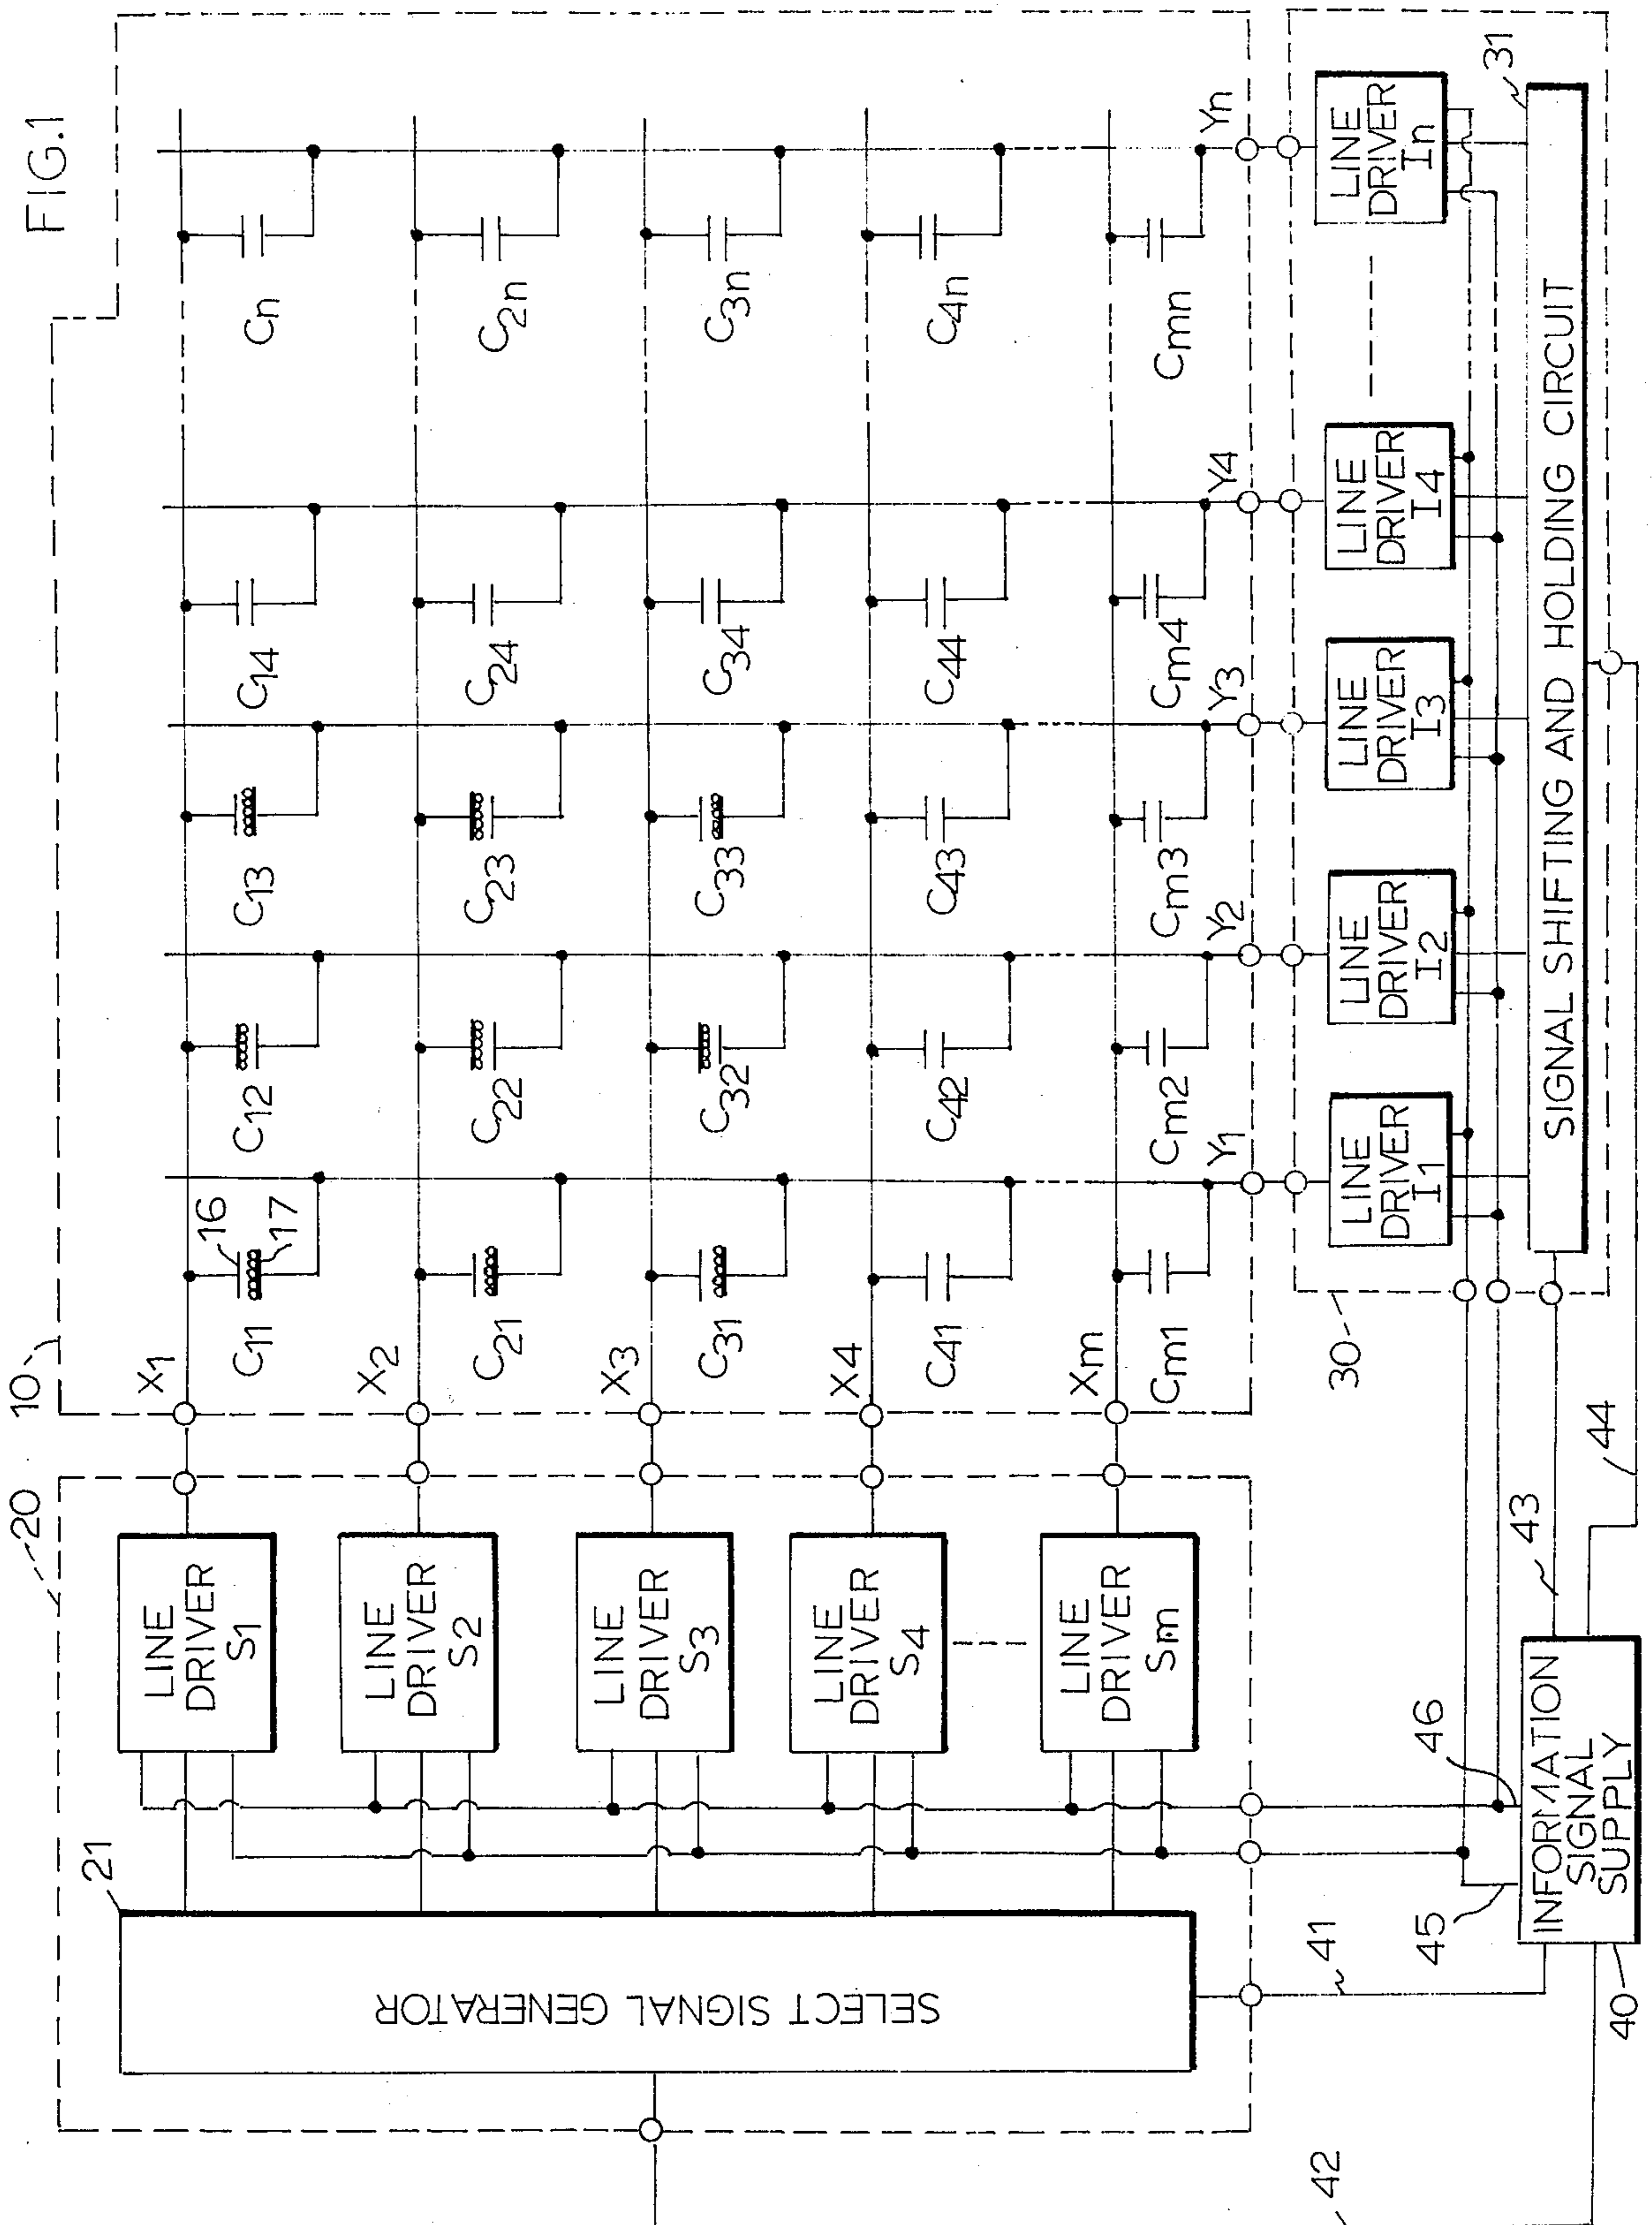 FIG.1
10
20
X1
X2
X3
X4
Xm
16
17
C11
C12
C13
C14
Cn
C21
C22
C23
C24
C2n
C31
C32
C33
C34
C3n
C41
C42
C43
C44
C4n
Cm1
Cm2
Cm3
Cm4
Cmn
Y1
Y2
Y3
Y4
Yn
LINE
DRIVER
S1
LINE
DRIVER
S2
LINE
DRIVER
S3
LINE
DRIVER
S4
LINE
DRIVER
Sm
21
SELECT SIGNAL GENERATOR
30
LINE
DRIVER
I1
LINE
DRIVER
I2
LINE
DRIVER
I3
LINE
DRIVER
I4
LINE
DRIVER
In
31
SIGNAL SHIFTING AND HOLDING CIRCUIT
INFORMATION
SIGNAL
SUPPLY
40
41
42
43
44
45
46